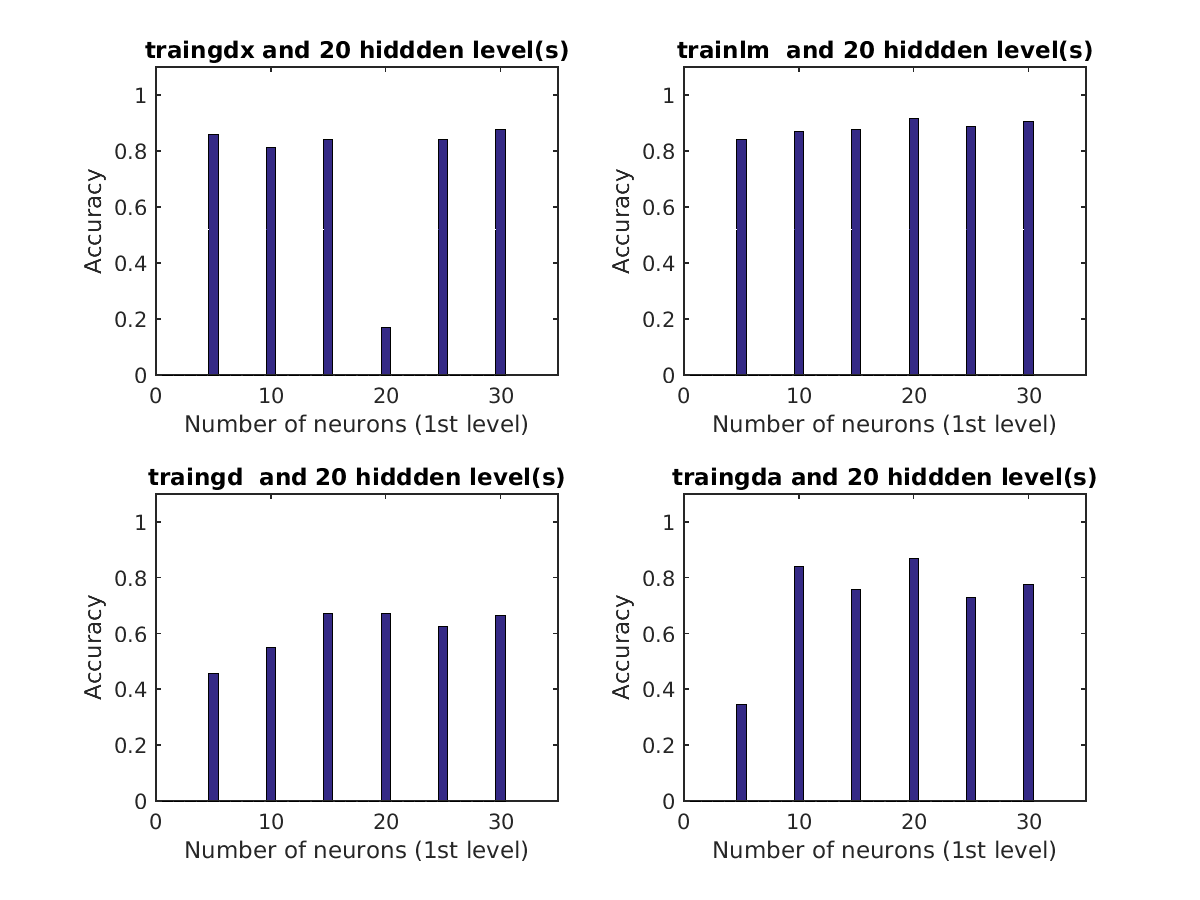 traingdx and 20 hiddden level(s)
1
0.8
0.6
0.4
0.2
0
Accuracy
0 10 20 30
Number of neurons (1st level)
trainlm and 20 hiddden level(s)
1
0.8
0.6
0.4
0.2
0
Accuracy
0 10 20 30
Number of neurons (1st level)
traingd and 20 hiddden level(s)
1
0.8
0.6
0.4
0.2
0
Accuracy
0 10 20 30
Number of neurons (1st level)
traingda and 20 hiddden level(s)
1
0.8
0.6
0.4
0.2
0
Accuracy
0 10 20 30
Number of neurons (1st level)